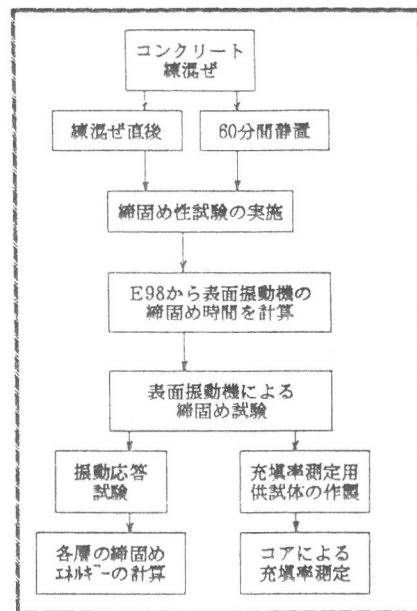 コンクリート
練混ぜ
練混ぜ直後
60分間静置
締固め性試験の実施
E98から表面振動機の
締固め時間を計算
表面振動機による
締固め試験
振動応答
試験
充填率測定用
供試体の作製
各層の締固め
ｴﾈﾙｷﾞｰの計算
コアによる
充填率測定